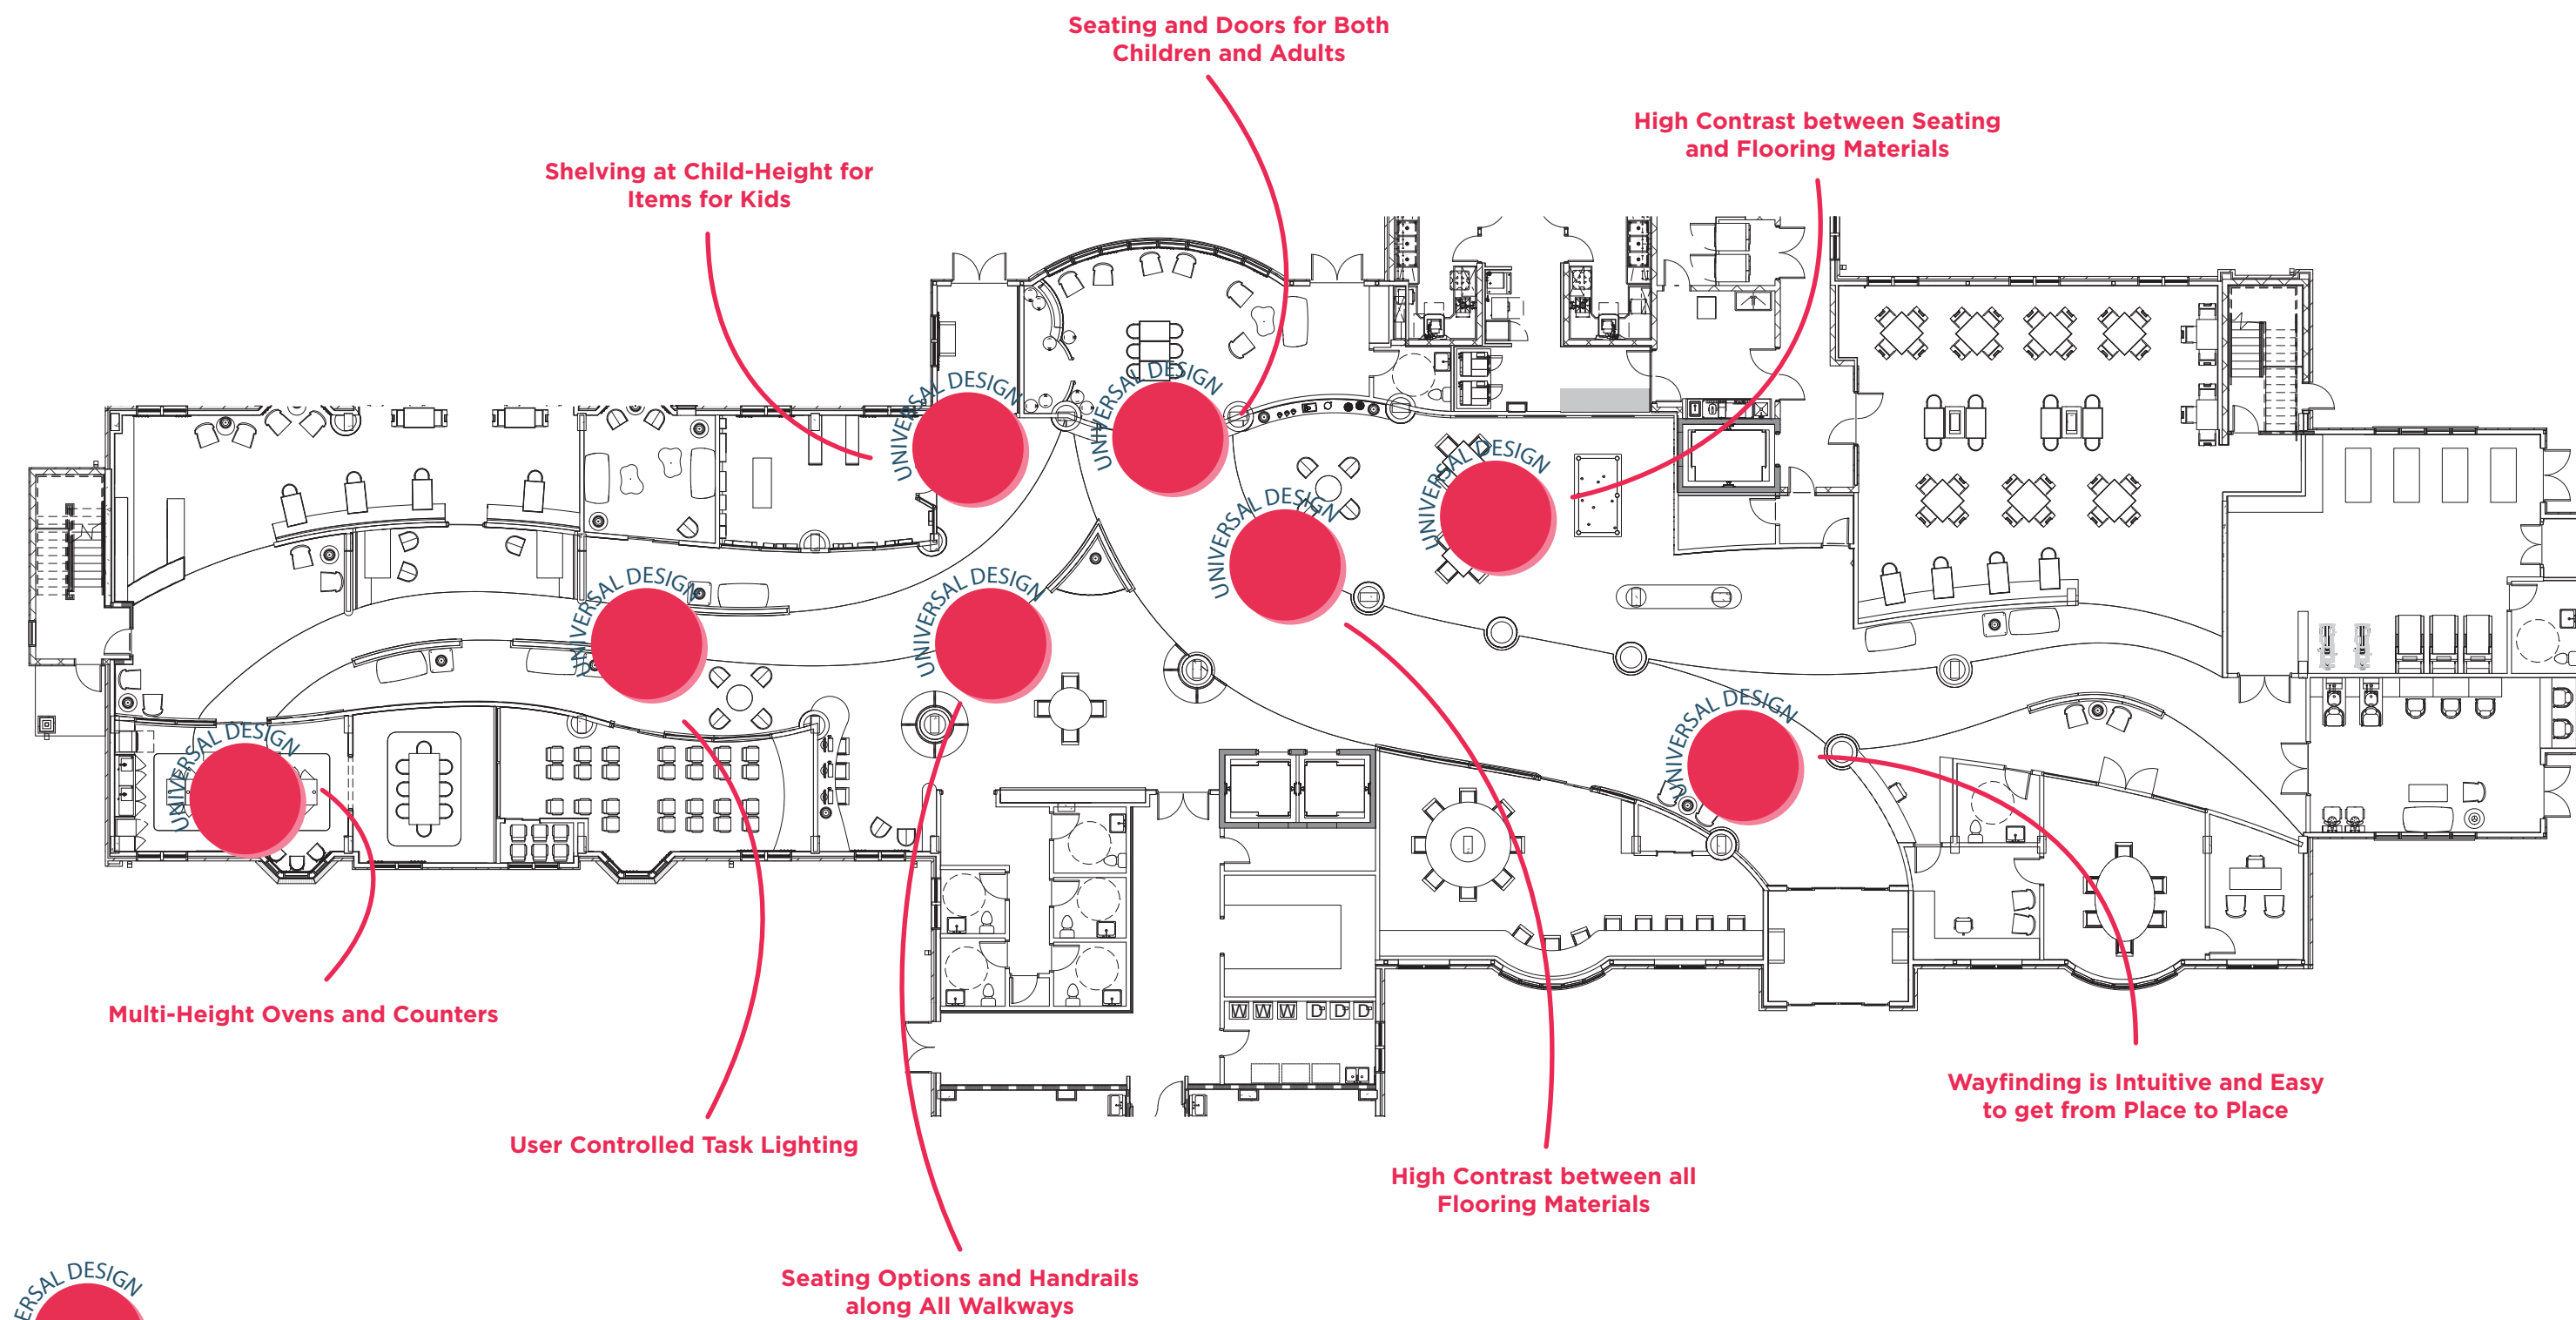 Seating and Doors for Both
Children and Adults
High Contrast between Seating
and Flooring Materials
Shelving at Child-Height for
Items for Kids
UNIVERSAL DESIGN
UNIVERSAL DESIGN
UNIVERSAL DESIGN
UNIVERSAL DESIGN
UNIVERSAL DESIGN
UNIVERSAL DESIGN
UNIVERSAL DESIGN
UNIVERSAL DESIGN
W W W D D D
Multi-Height Ovens and Counters
User Controlled Task Lighting
Wayfinding is Intuitive and Easy
to get from Place to Place
High Contrast between all
Flooring Materials
Seating Options and Handrails
along All Walkways
ERSAL DESIGN